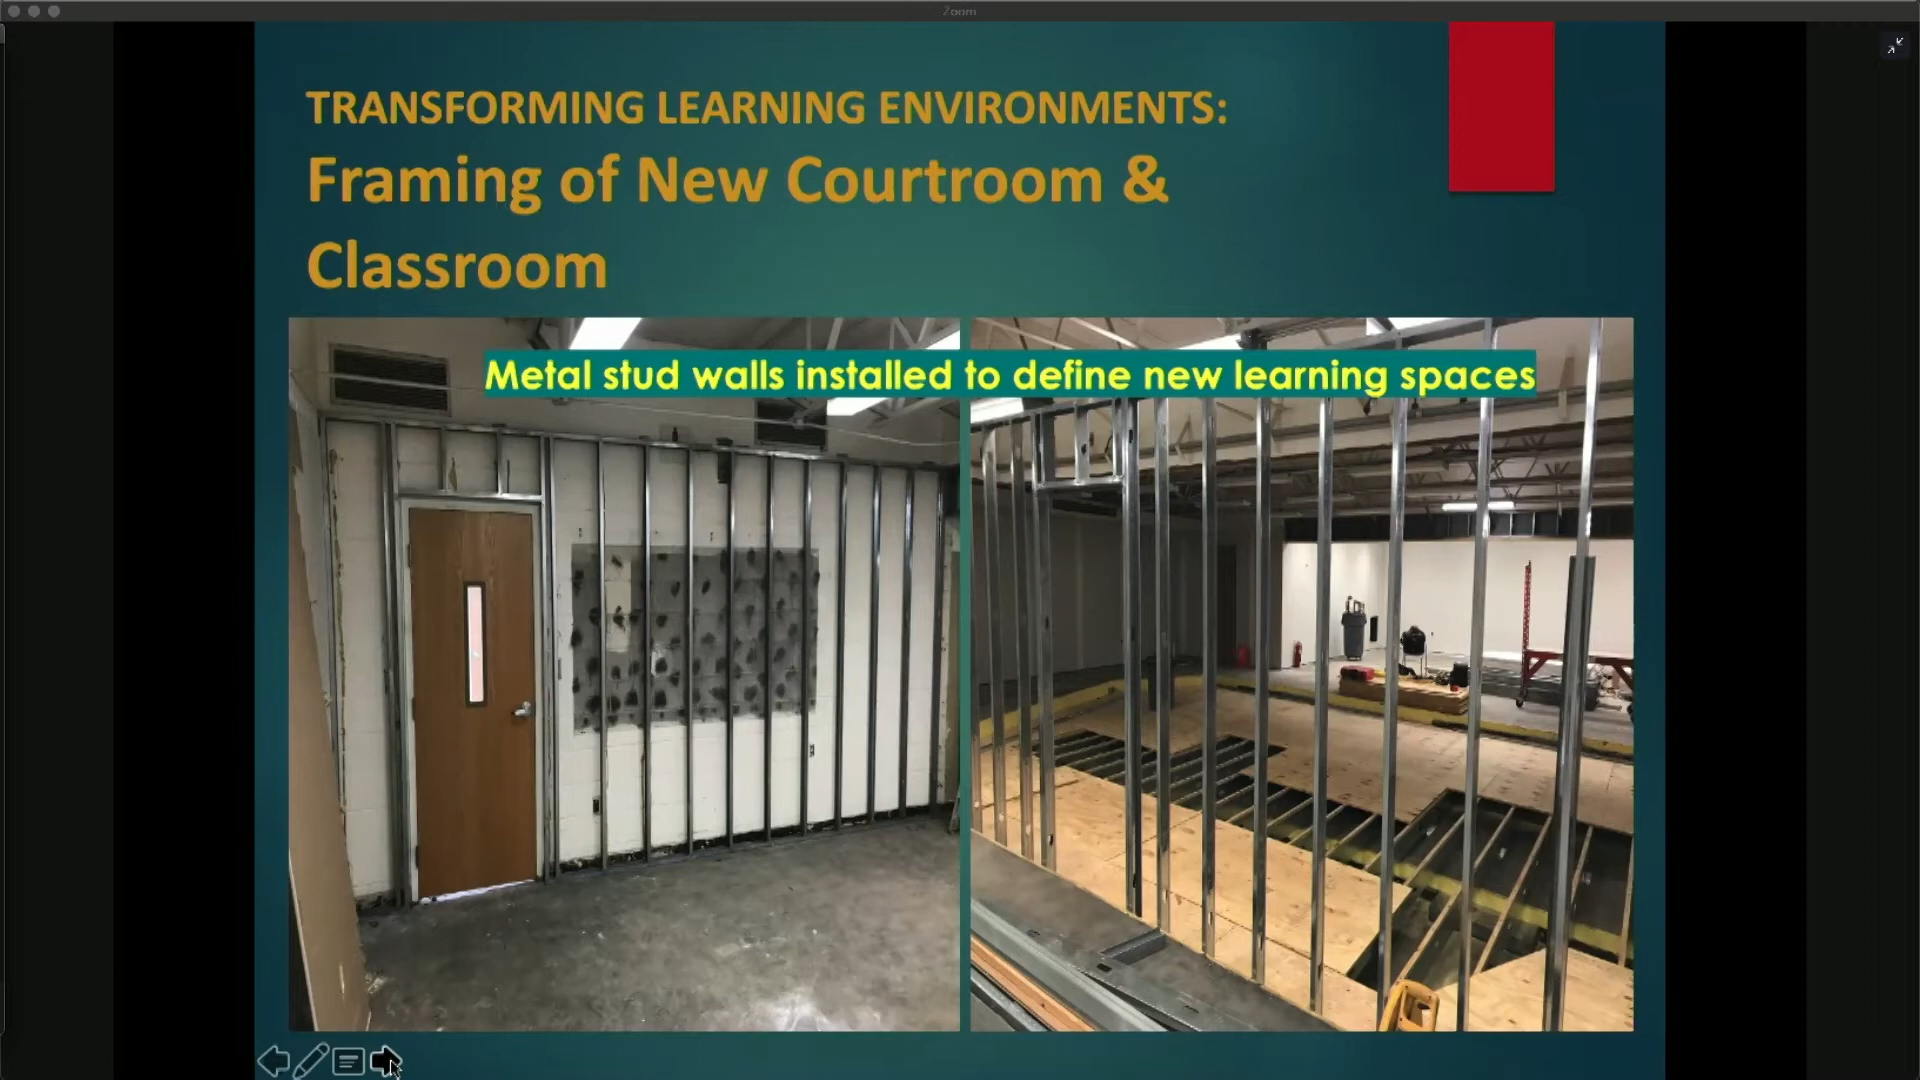 Zoom
TRANSFORMING LEARNING ENVIRONMENTS:
Framing of New Courtroom &
Classroom
Metal stud walls installed to define new learning spaces